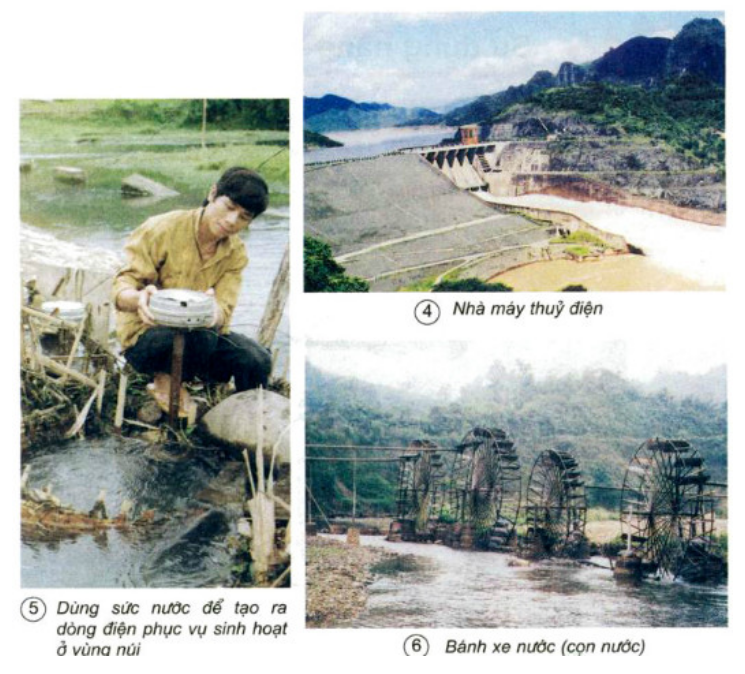 ④ Nhà máy thuỷ điện
⑤ Dùng sức nước để tạo ra
dòng điện phục vụ sinh hoạt
ở vùng núi
⑥ Bánh xe nước (cọn nước)